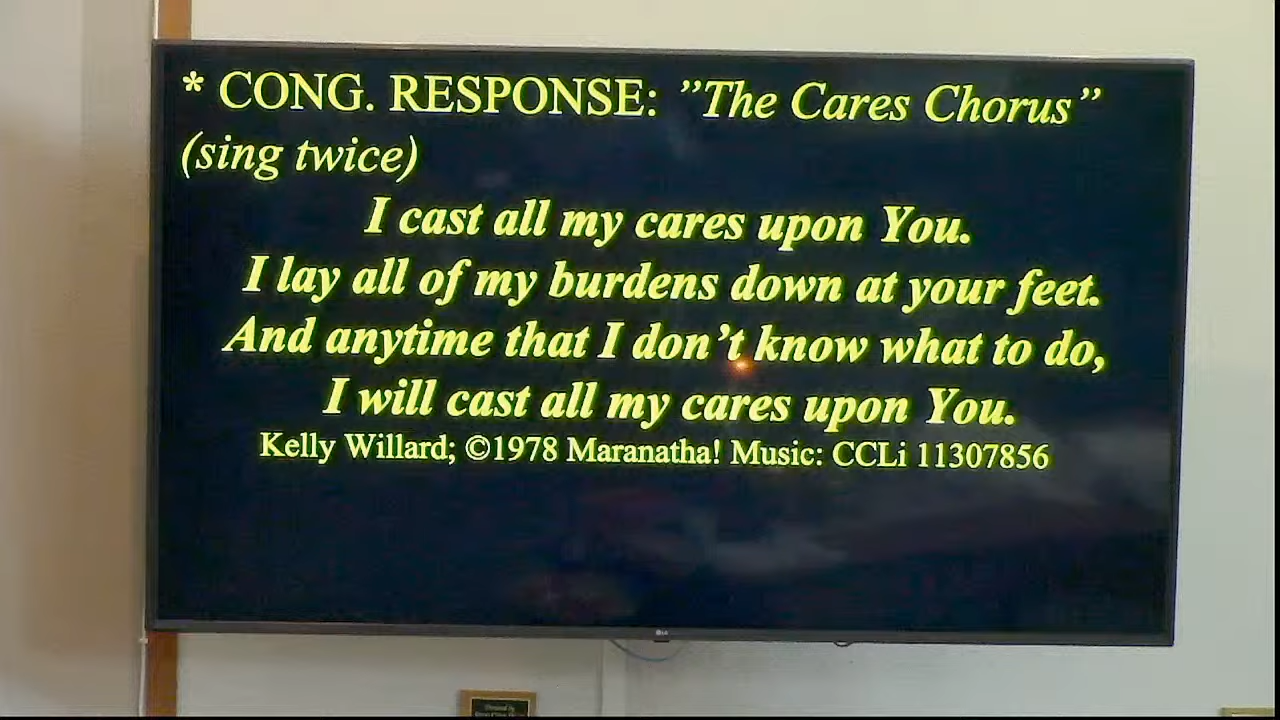 * CONG. RESPONSE: ”The Cares Chorus”
(sing twice)
I cast all my cares upon You.
I lay all of my burdens down at your feet.
And anytime that I don’t know what to do,
I will cast all my cares upon You.
Kelly Willard; ©1978 Maranatha! Music: CCLi 11307856
LG